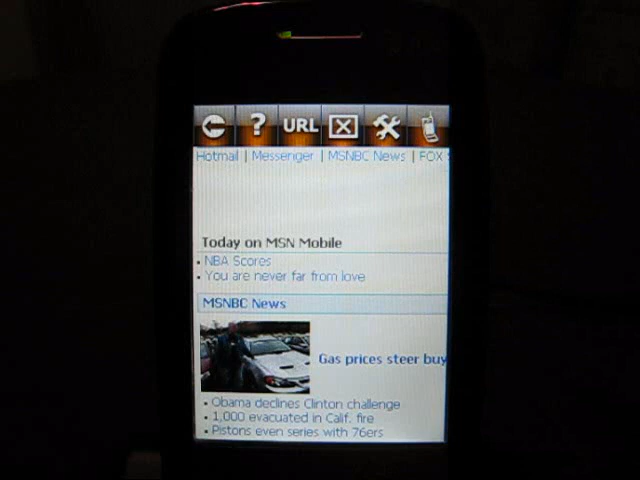 URL
Hotmail | Messenger | MSNBC News | FOX
Today on MSN Mobile
• NBA Scores
• You are never far from love
MSNBC News
Gas prices steer buy
• Obama declines Clinton challenge
• 1,000 evacuated in Calif. fire
• Pistons even series with 76ers